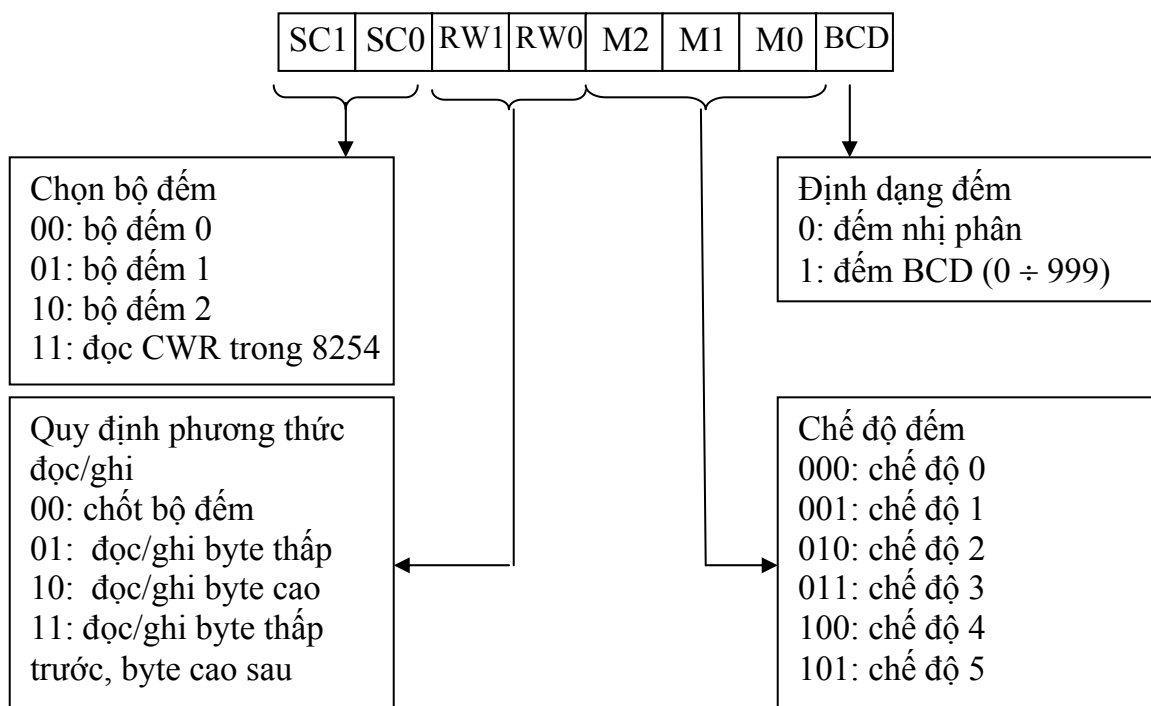 SC1 SC0 RW1 RW0 M2 M1 M0 BCD
Chọn bộ đếm
00: bộ đếm 0
01: bộ đếm 1
10: bộ đếm 2
11: đọc CWR trong 8254
Định dạng đếm
0: đếm nhị phân
1: đếm BCD (0 ÷ 999)
Quy định phương thức
đọc/ghi
00: chốt bộ đếm
01: đọc/ghi byte thấp
10: đọc/ghi byte cao
11: đọc/ghi byte thấp
trước, byte cao sau
Chế độ đếm
000: chế độ 0
001: chế độ 1
010: chế độ 2
011: chế độ 3
100: chế độ 4
101: chế độ 5